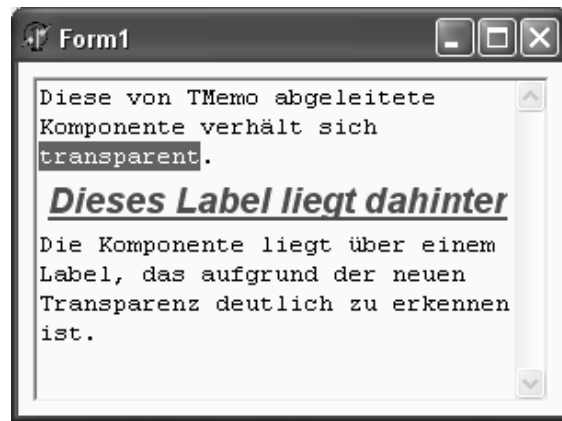 Form1
Diese von TMemo abgeleitete
Komponente verhält sich
transparent.
Dieses Label liegt dahinter
Die Komponente liegt über einem
Label, das aufgrund der neuen
Transparenz deutlich zu erkennen
ist.